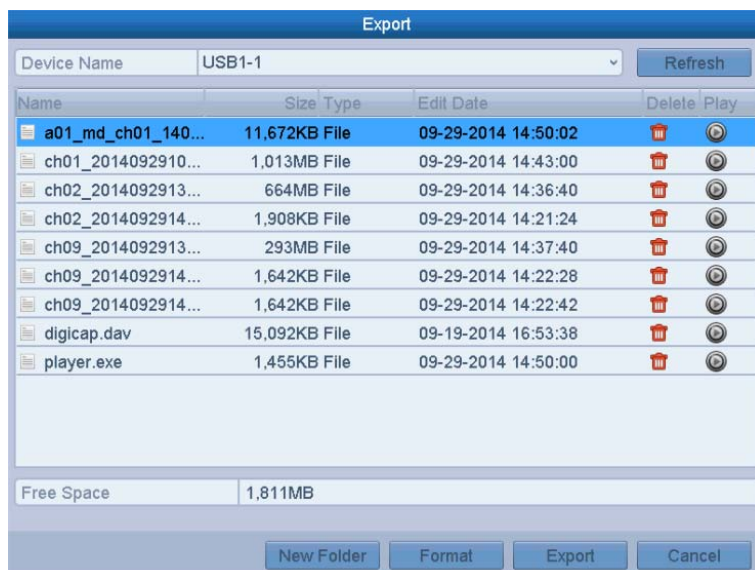 Export
Device Name USB1-1 Refresh
Name Size Type Edit Date Delete Play
a01_md_ch01_140... 11,672KB File 09-29-2014 14:50:02
ch01_2014092910... 1,013MB File 09-29-2014 14:43:00
ch02_2014092913... 664MB File 09-29-2014 14:36:40
ch02_2014092914... 1,908KB File 09-29-2014 14:21:24
ch09_2014092913... 293MB File 09-29-2014 14:37:40
ch09_2014092914... 1,642KB File 09-29-2014 14:22:28
ch09_2014092914... 1,642KB File 09-29-2014 14:22:42
digicap.dav 15,092KB File 09-19-2014 16:53:38
player.exe 1,455KB File 09-29-2014 14:50:00
Free Space 1,811MB
New Folder Format Export Cancel